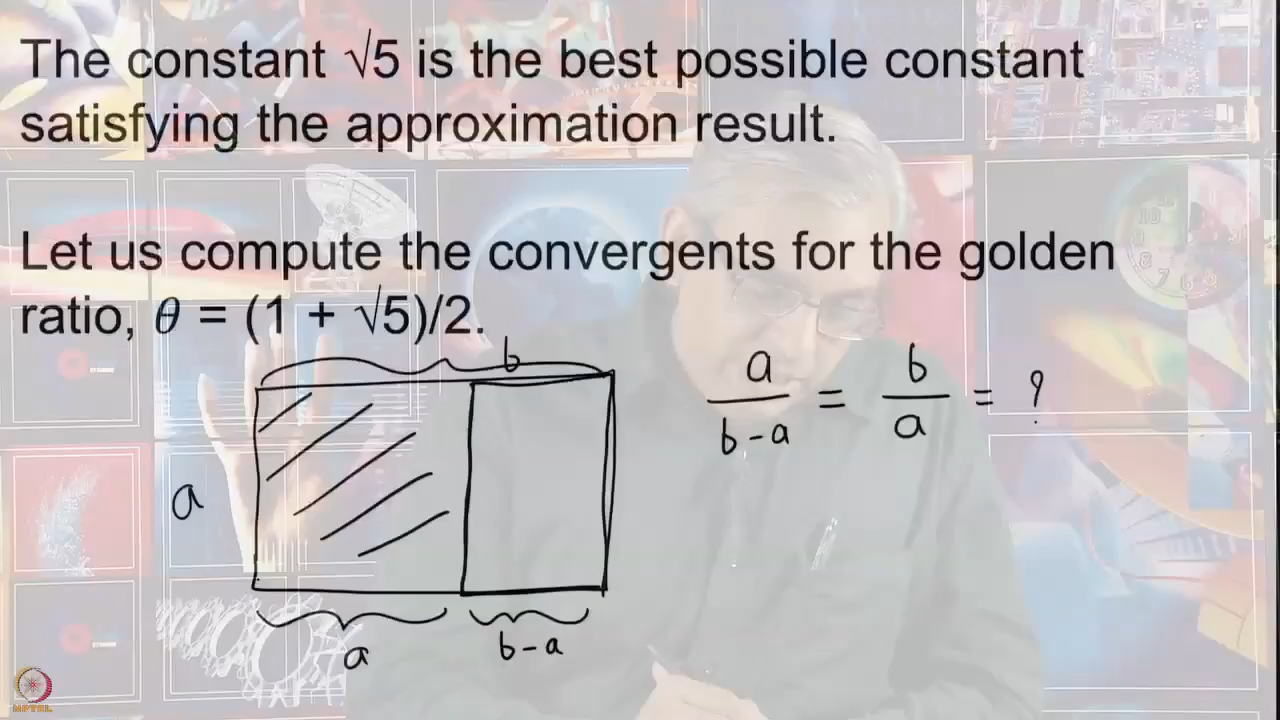 The constant √5 is the best possible constant
satisfying the approximation result.
Let us compute the convergents for the golden
ratio, θ = (1 + √5)/2.
b
a
a
b-a
a/b-a = b/a = ?
NPTEL